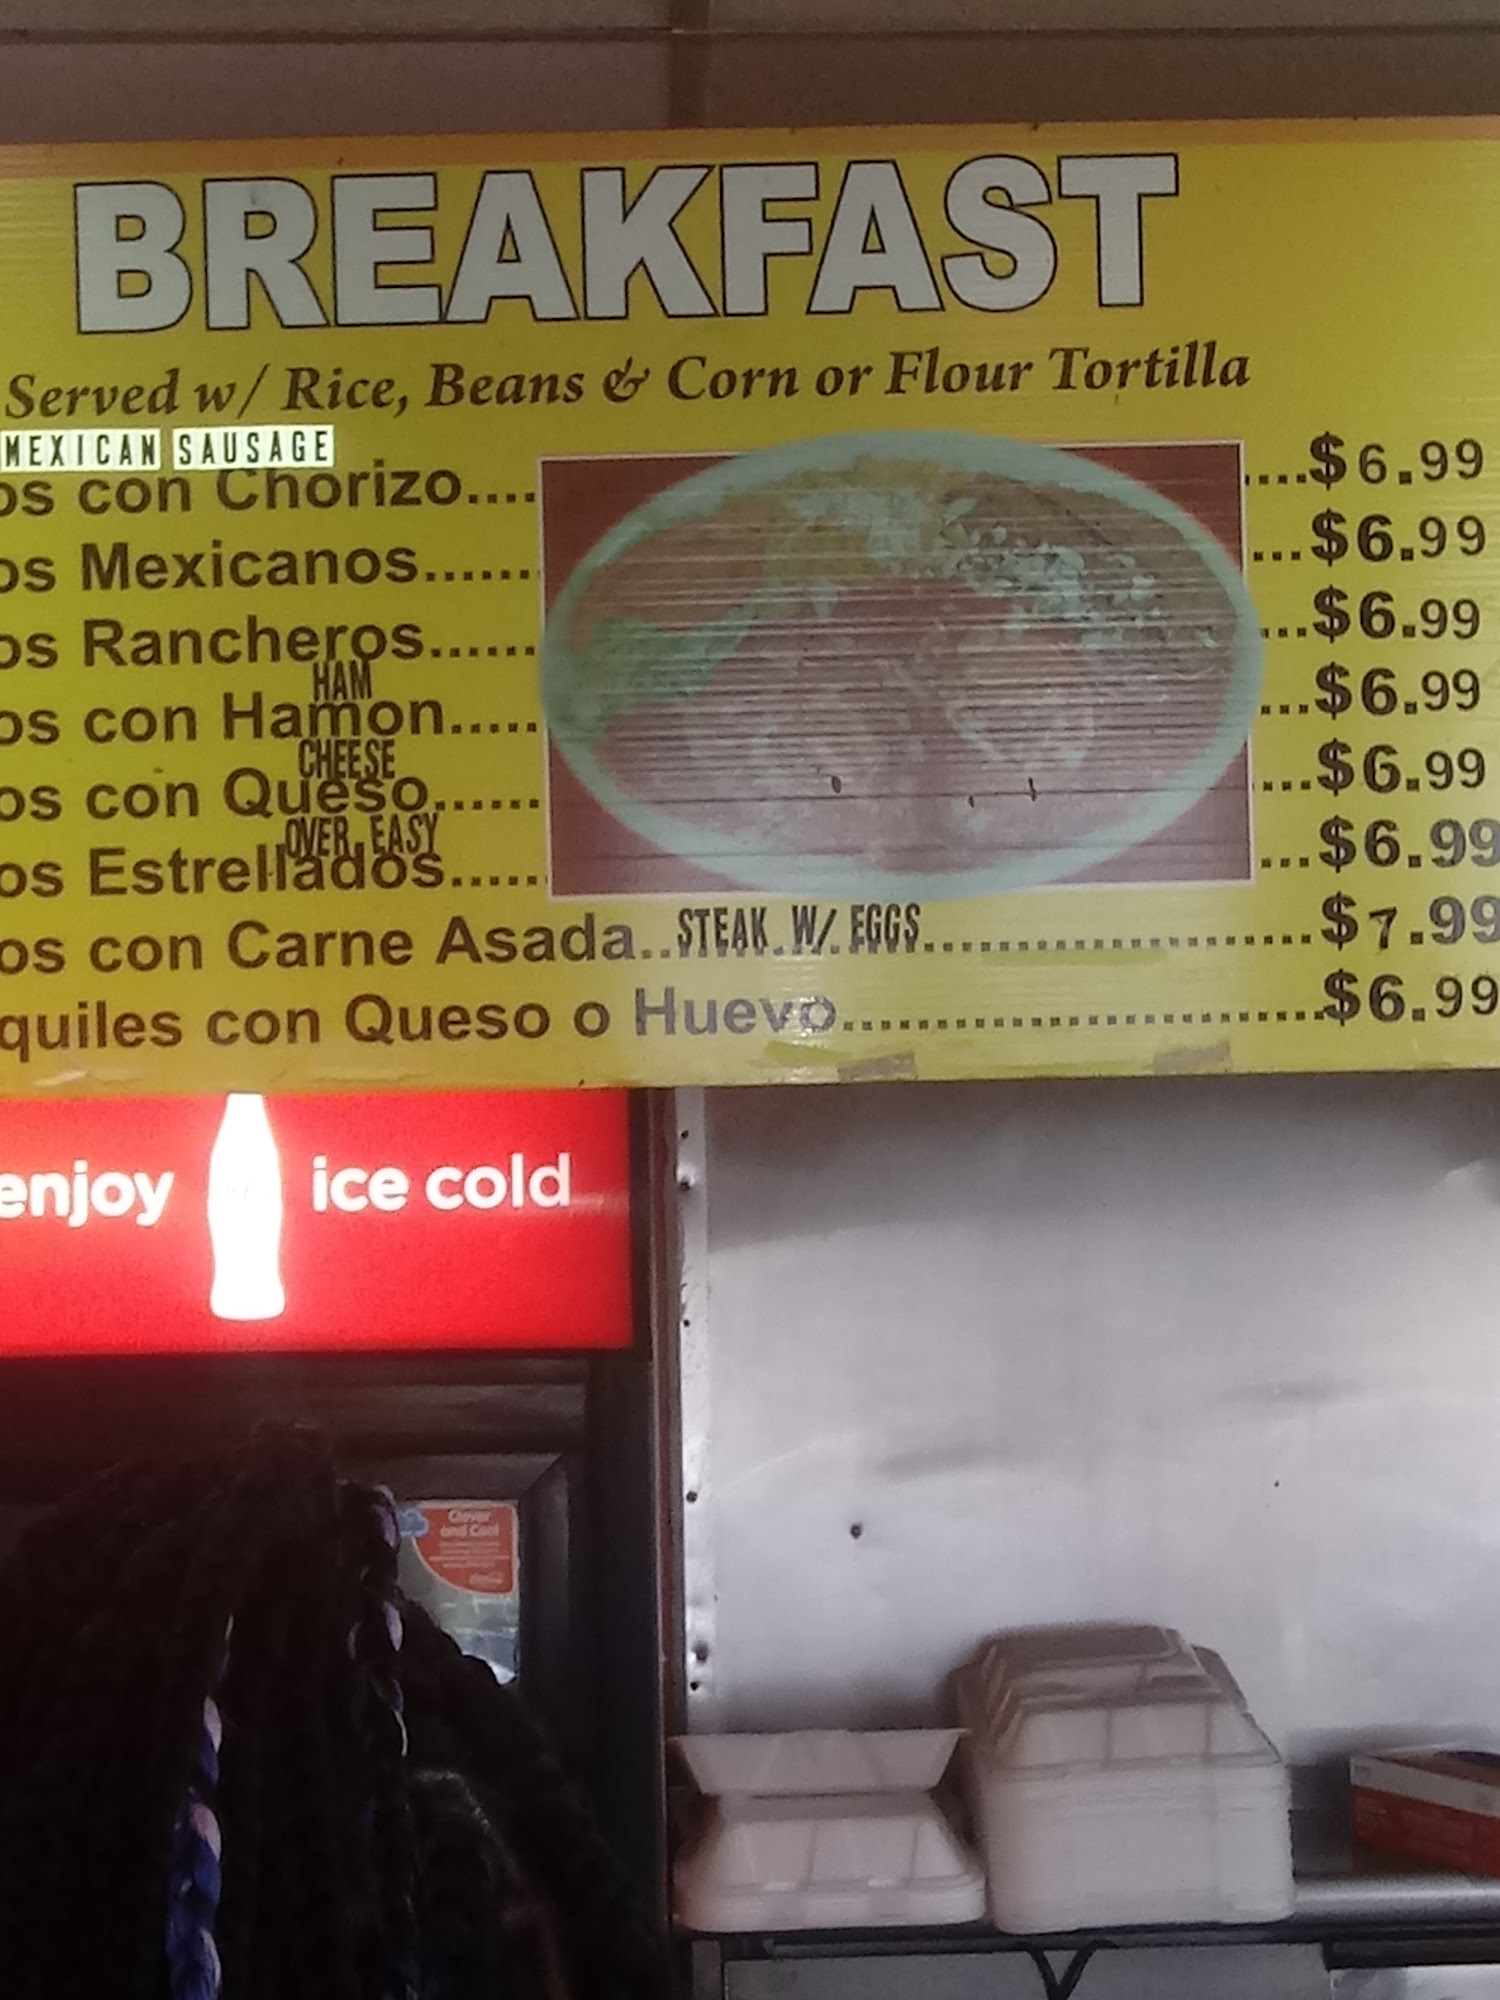 BREAKFAST
Served w/ Rice, Beans & Corn or Flour Tortilla
MEXICAN SAUSAGE
os con Chorizo.... ....$6.99
os Mexicanos...... ...$6.99
os Rancheros...... ...$6.99
HAM
os con Hamon..... ...$6.99
CHEESE
os con Queso...... ...$6.99
OVER EASY
os Estrellados..... ...$6.99
os con Carne Asada..STEAK W/ EGGS..............................$7.99
quiles con Queso o Huevo..............................$6.99
enjoy ice cold
Clever
and Cool